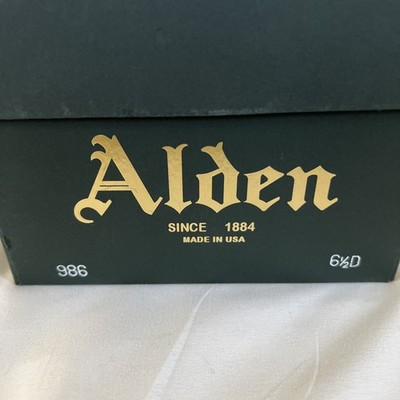 Alden
SINCE 1884
MADE IN USA
986 6½D